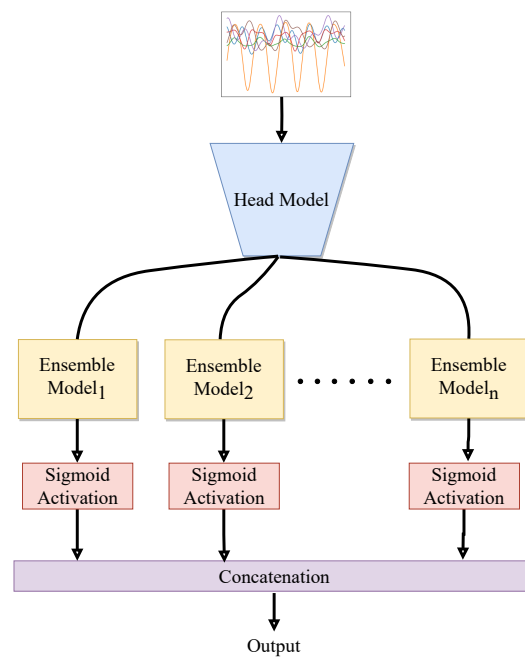 Head Model
Ensemble
Model1
Ensemble
Model2
Ensemble
Modeln
Sigmoid
Activation
Sigmoid
Activation
Sigmoid
Activation
Concatenation
Output